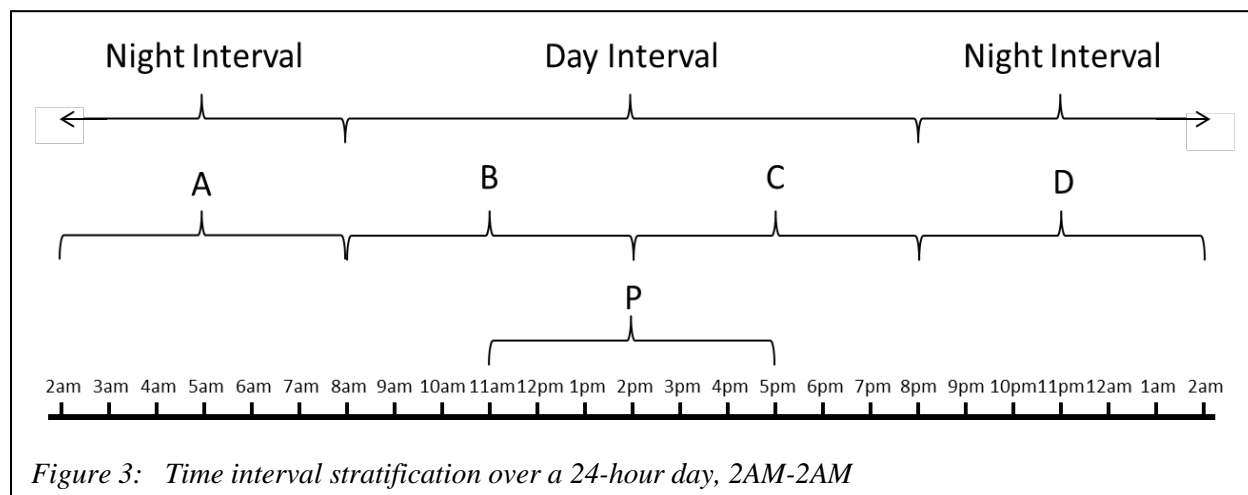 Night Interval Day Interval Night Interval
A B C D
P
2am 3am 4am 5am 6am 7am 8am 9am 10am 11am 12pm 1pm 2pm 3pm 4pm 5pm 6pm 7pm 8pm 9pm 10pm 11pm 12am 1am 2am
Figure 3: Time interval stratification over a 24-hour day, 2AM-2AM